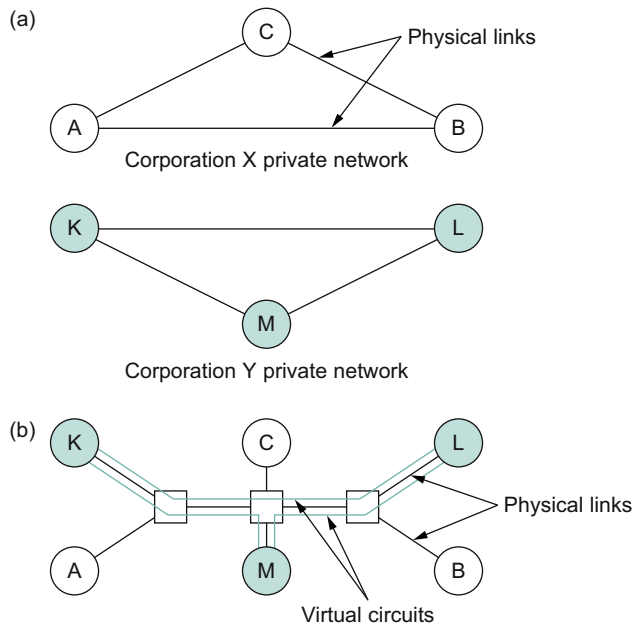 (a)
C
Physical links
A
B
Corporation X private network
K
L
M
Corporation Y private network
(b)
K
C
L
Physical links
A
M
B
Virtual circuits